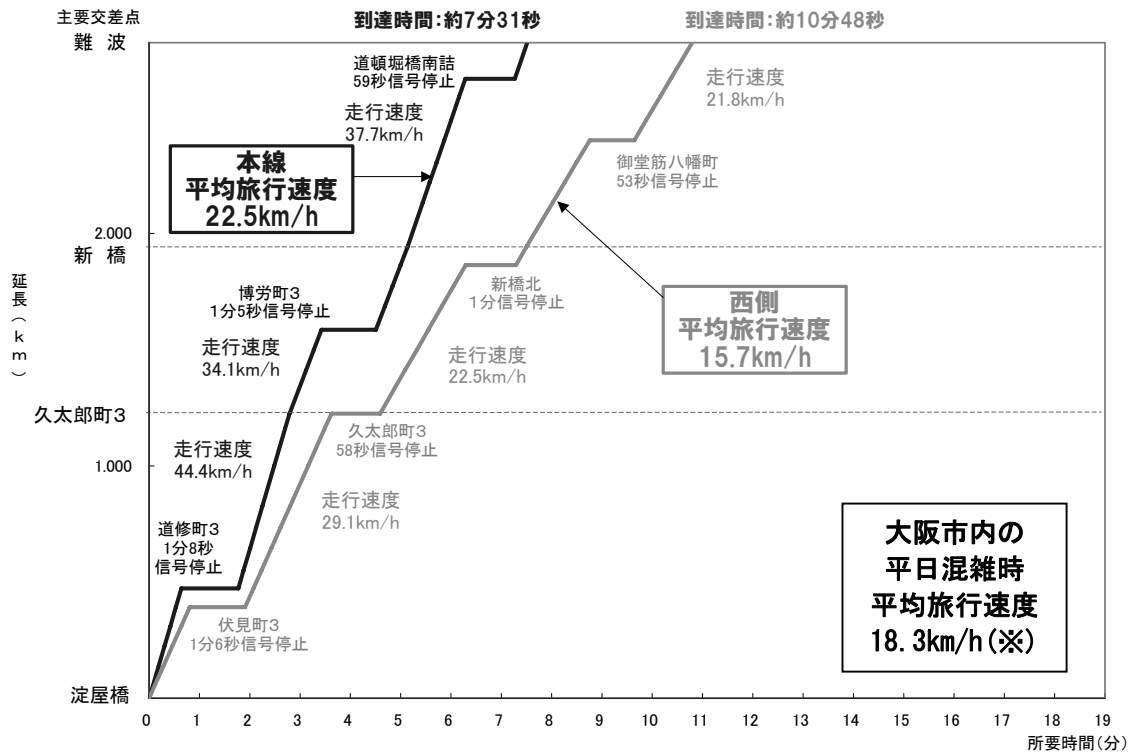 主要交差点
到達時間：約7分31秒
到達時間：約10分48秒
難 波
道頓堀橋南詰
59秒信号停止
走行速度
37.7km/h
走行速度
21.8km/h
本線
平均旅行速度
22.5km/h
御堂筋八幡町
53秒信号停止
2.000
新 橋
延長（km）
博労町3
1分5秒信号停止
新橋北
1分信号停止
西側
平均旅行速度
15.7km/h
走行速度
34.1km/h
走行速度
22.5km/h
久太郎町3
久太郎町3
58秒信号停止
走行速度
44.4km/h
1.000
走行速度
29.1km/h
道修町3
1分8秒
信号停止
大阪市内の
平日混雑時
平均旅行速度
18.3km/h(※)
伏見町3
1分6秒信号停止
淀屋橋
0 1 2 3 4 5 6 7 8 9 10 11 12 13 14 15 16 17 18 19
所要時間(分)